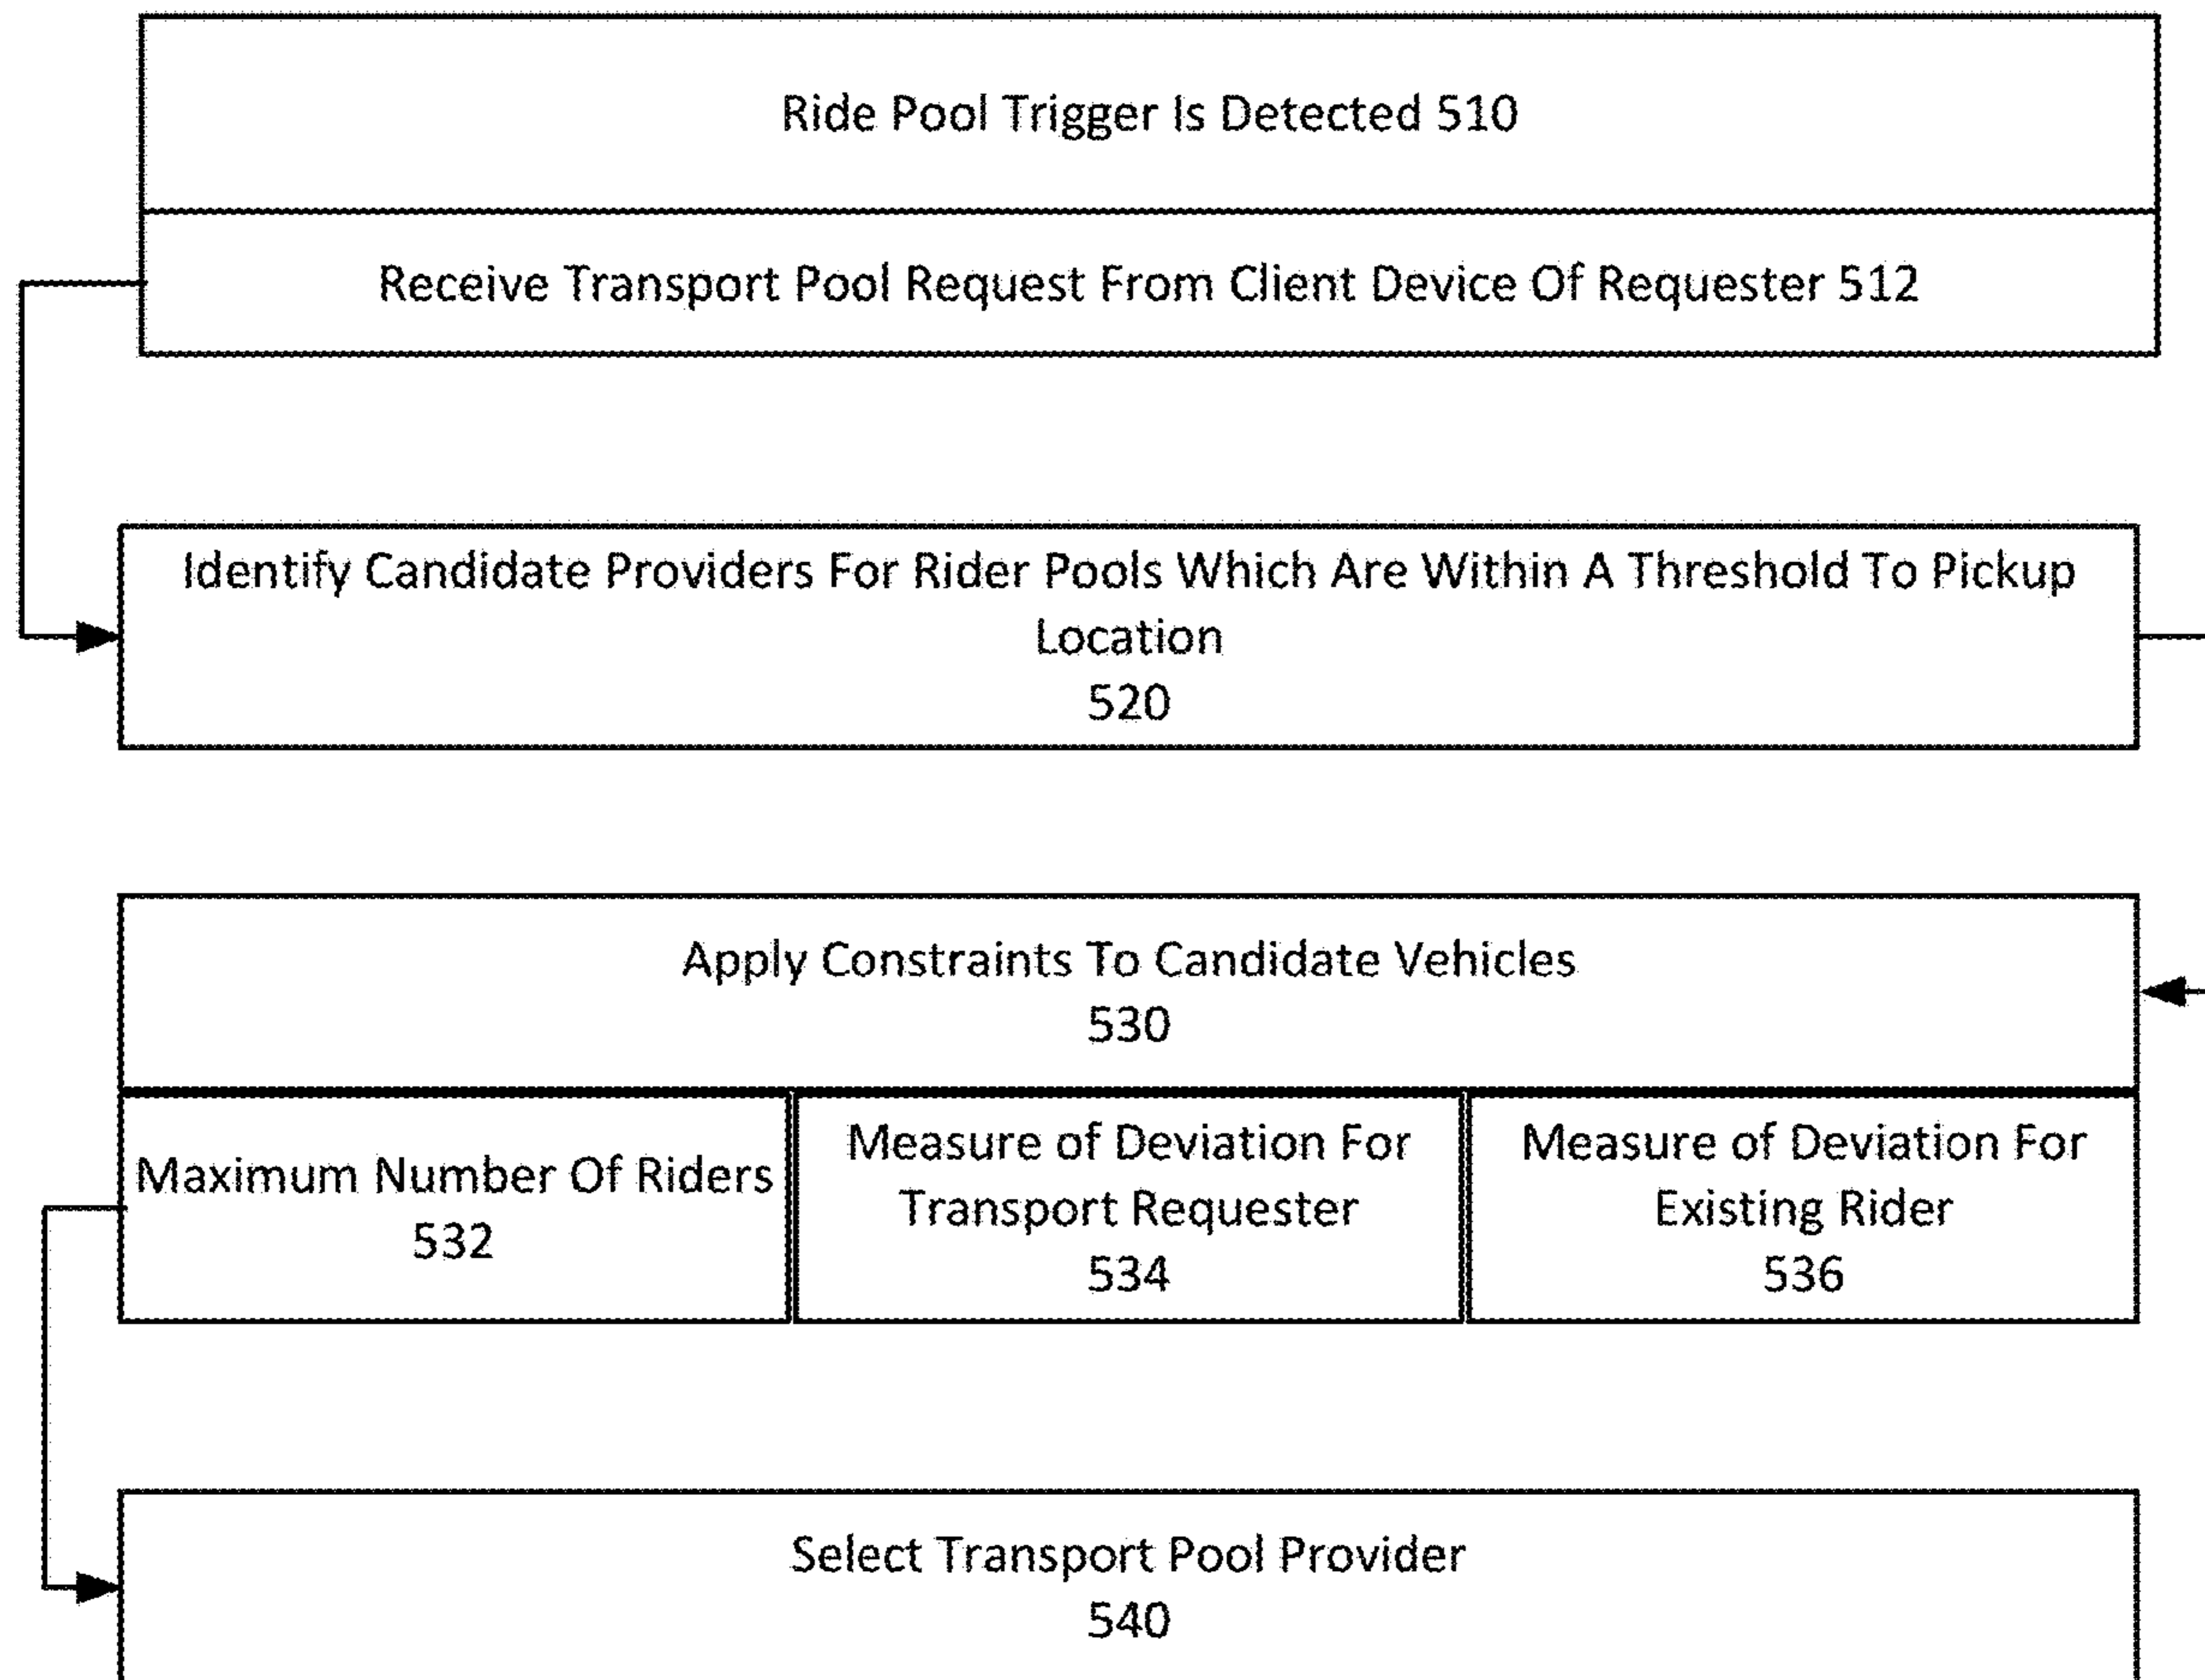 Ride Pool Trigger Is Detected 510
Receive Transport Pool Request From Client Device Of Requester 512
Identify Candidate Providers For Rider Pools Which Are Within A Threshold To Pickup
Location
520
Apply Constraints To Candidate Vehicles
530
Maximum Number Of Riders
532
Measure of Deviation For
Transport Requester
534
Measure of Deviation For
Existing Rider
536
Select Transport Pool Provider
540